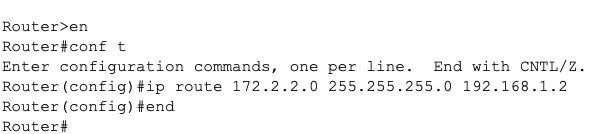 Router>en
Router#conf t
Enter configuration commands, one per line.  End with CNTL/Z.
Router(config)#ip route 172.2.2.0 255.255.255.0 192.168.1.2
Router(config)#end
Router#